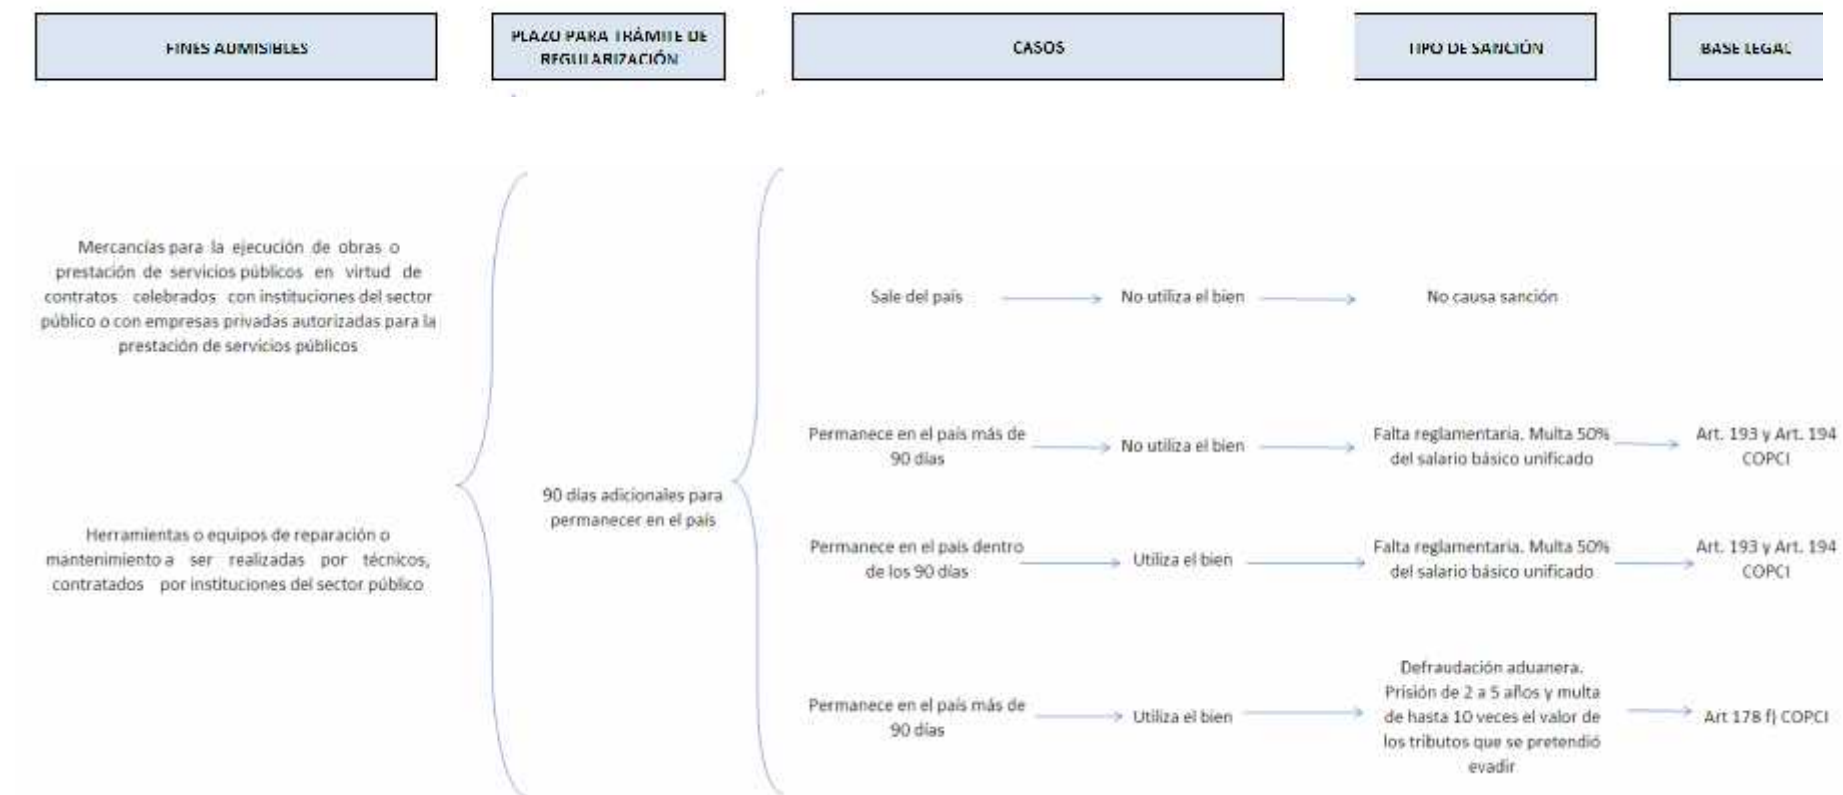 FINES ADMISIBLES
PLAZO PARA TRÁMITE DE
REGULARIZACIÓN
CASOS
TIPO DE SANCIÓN
BASE LEGAL
Mercancías para la ejecución de obras o
prestación de servicios públicos en virtud de
contratos celebrados con instituciones del sector
público o con empresas privadas autorizadas para la
prestación de servicios públicos
Herramientas o equipos de reparación o
mantenimiento a ser realizadas por técnicos,
contratados por instituciones del sector público
90 días adicionales para
permanecer en el país
Sale del país
No utiliza el bien
No causa sanción
Permanece en el país más de
90 días
No utiliza el bien
Falta reglamentaria. Multa 50%
del salario básico unificado
Art. 193 y Art. 194
COPCI
Permanece en el país dentro
de los 90 días
Utiliza el bien
Falta reglamentaria. Multa 50%
del salario básico unificado
Art. 193 y Art. 194
COPCI
Permanece en el país más de
90 días
Utiliza el bien
Defraudación aduanera.
Prisión de 2 a 5 años y multa
de hasta 10 veces el valor de
los tributos que se pretendió
evadir
Art 178 f) COPCI